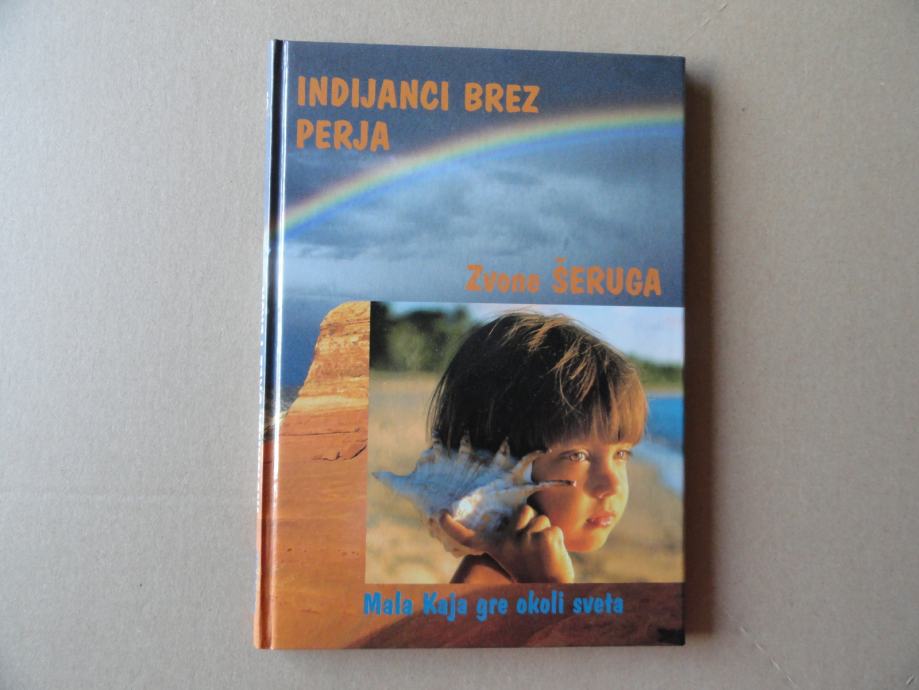 INDIJANCI BREZ
PERJA
Zvone ŠERUGA
Mala Kaja gre okoli sveta